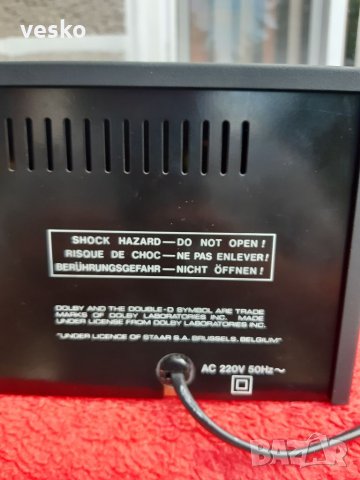 vesko
SHOCK HAZARD — DO NOT OPEN!
RISQUE DE CHOC — NE PAS ENLEVER!
BERÜHRUNGSGEFAHR — NICHT ÖFFNEN!
DOLBY AND THE DOUBLE-D SYMBOL ARE TRADE
MARKS OF DOLBY LABORATORIES INC. MADE
UNDER LICENSE FROM DOLBY LABORATORIES INC.
"UNDER LICENCE OF STAAR S.A. BRUSSELS, BELGIUM"
AC 220V 50Hz～
BAZAR
bg